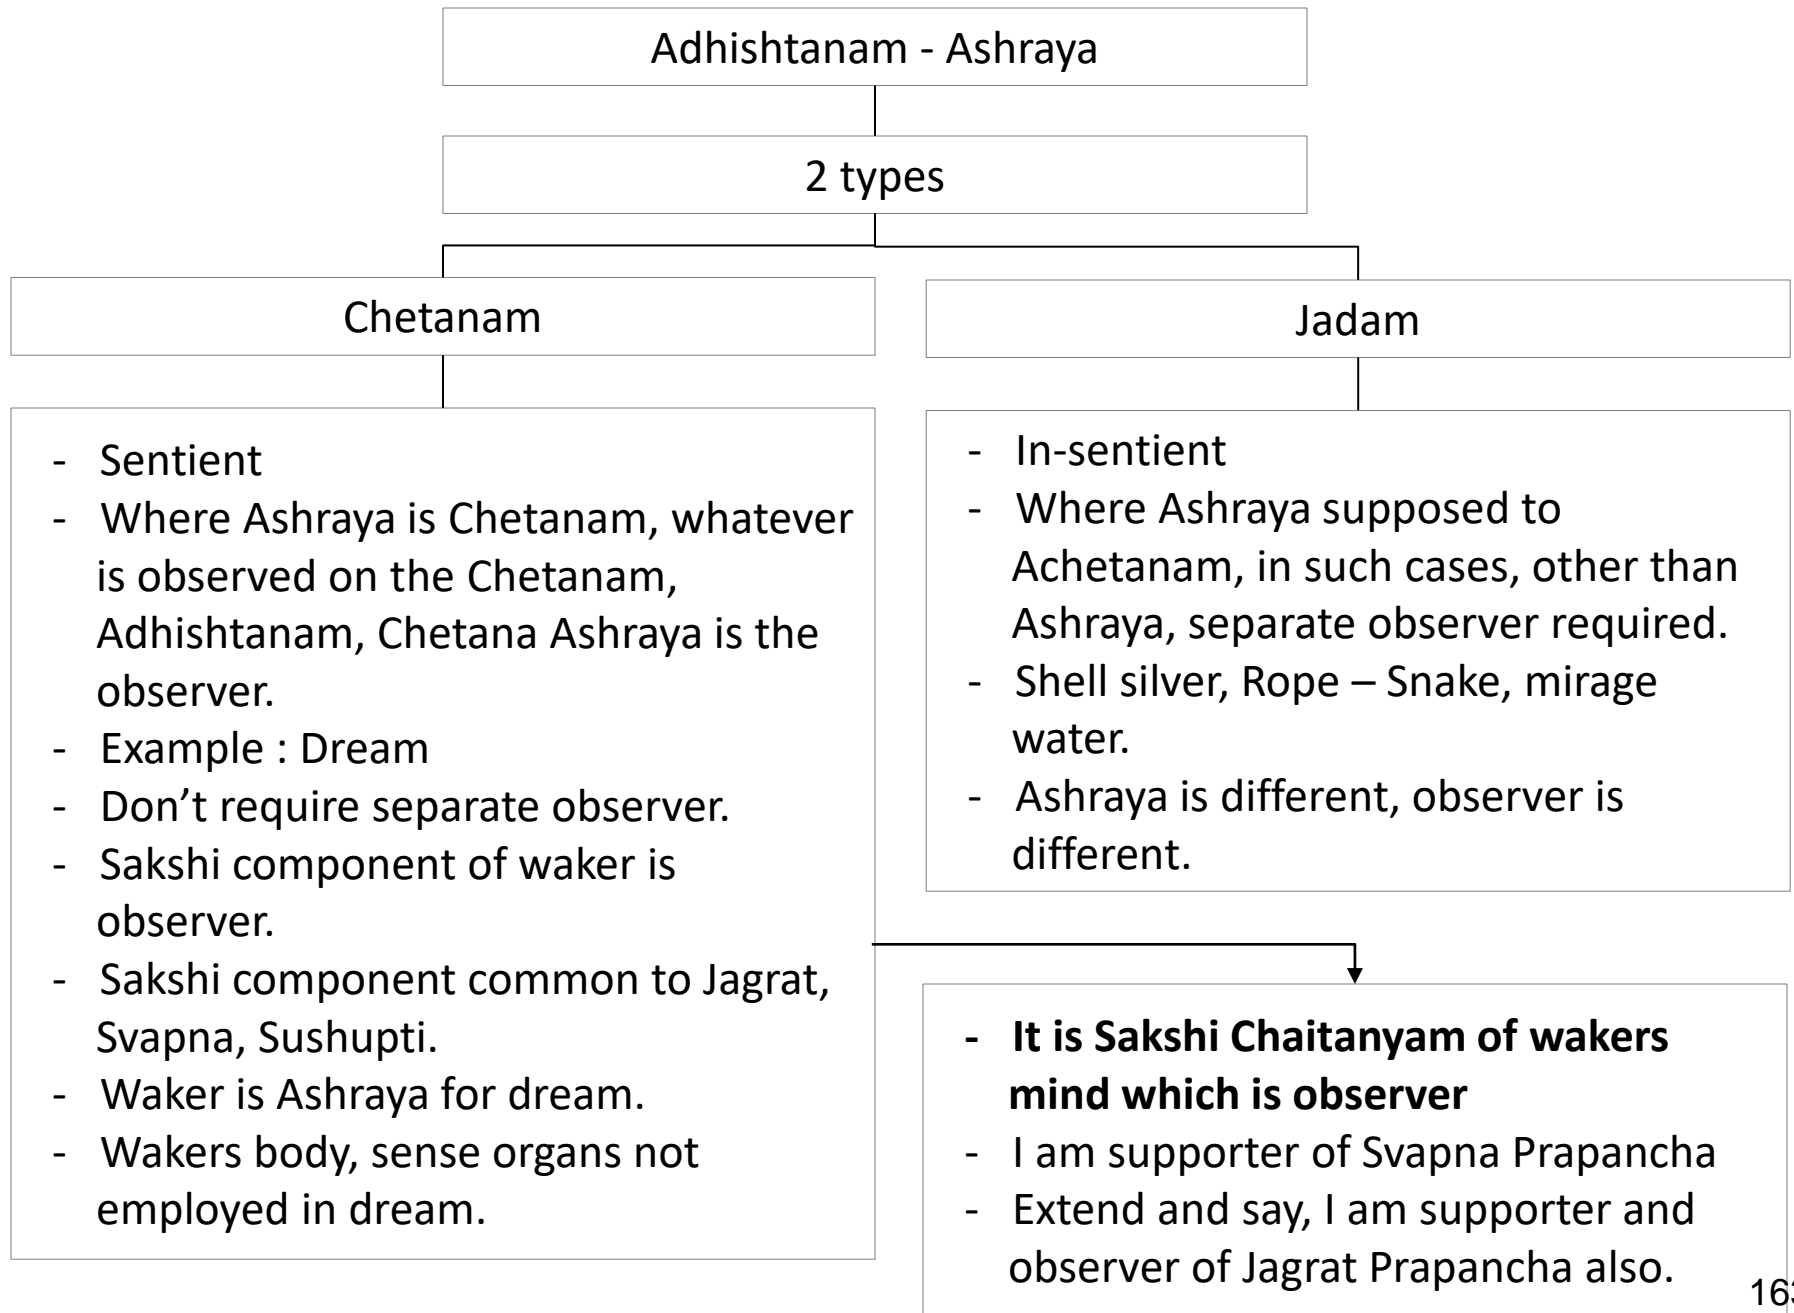 Adhishtanam - Ashraya
2 types
Chetanam
Jadam
- Sentient
- Where Ashraya is Chetanam, whatever
is observed on the Chetanam,
Adhishtanam, Chetana Ashraya is the
observer.
- Example : Dream
- Don’t require separate observer.
- Sakshi component of waker is
observer.
- Sakshi component common to Jagrat,
Svapna, Sushupti.
- Waker is Ashraya for dream.
- Wakers body, sense organs not
employed in dream.
- In-sentient
- Where Ashraya supposed to
Achetanam, in such cases, other than
Ashraya, separate observer required.
- Shell silver, Rope – Snake, mirage
water.
- Ashraya is different, observer is
different.
- It is Sakshi Chaitanyam of wakers
mind which is observer
- I am supporter of Svapna Prapancha
- Extend and say, I am supporter and
observer of Jagrat Prapancha also.